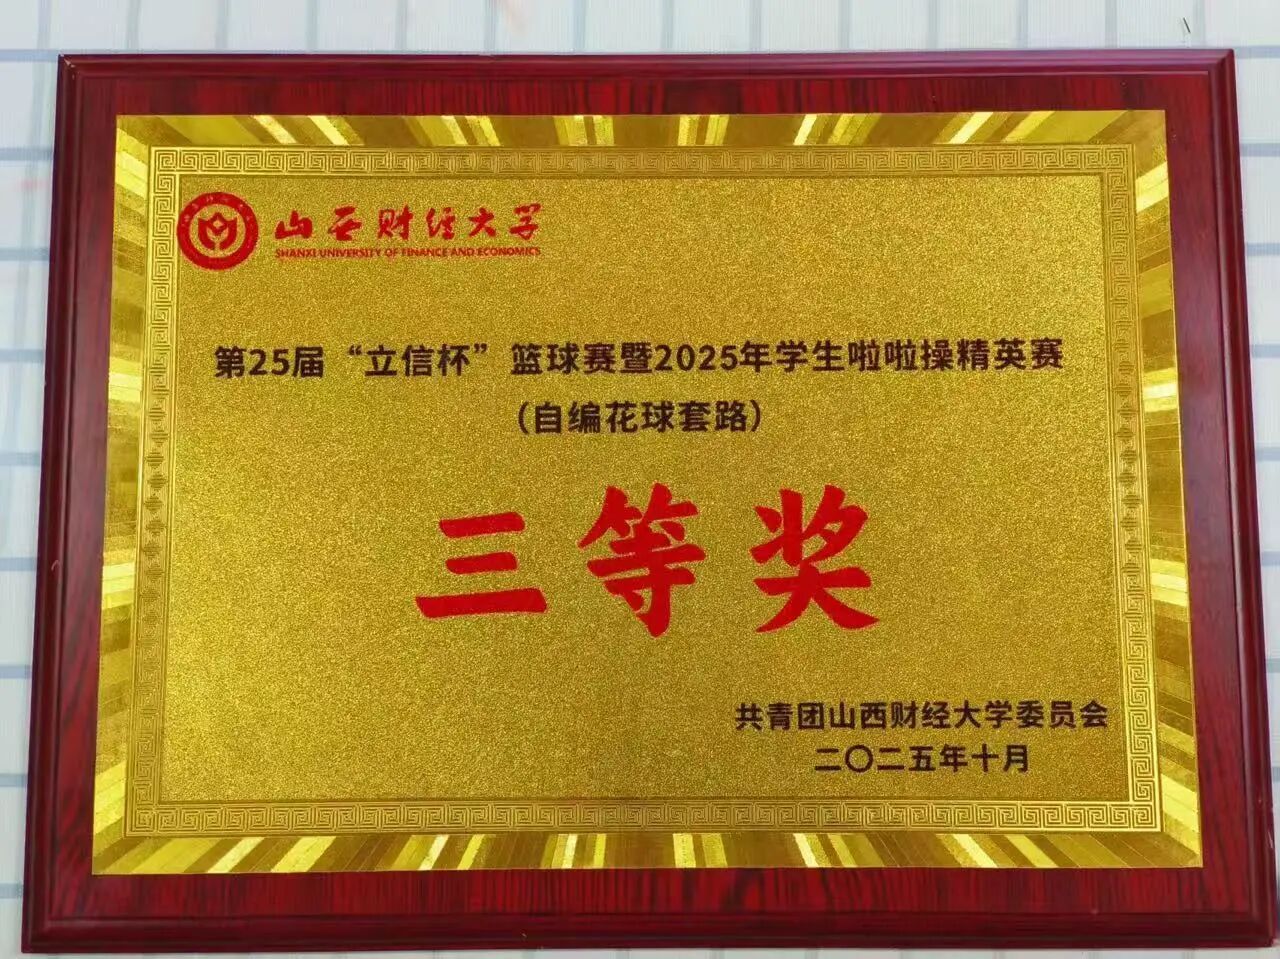 山西财经大学
SHANXI UNIVERSITY OF FINANCE AND ECONOMICS
第25届“立信杯”篮球赛暨2025年学生啦啦操精英赛
（自编花球套路）
三等奖
共青团山西财经大学委员会
二〇二五年十月